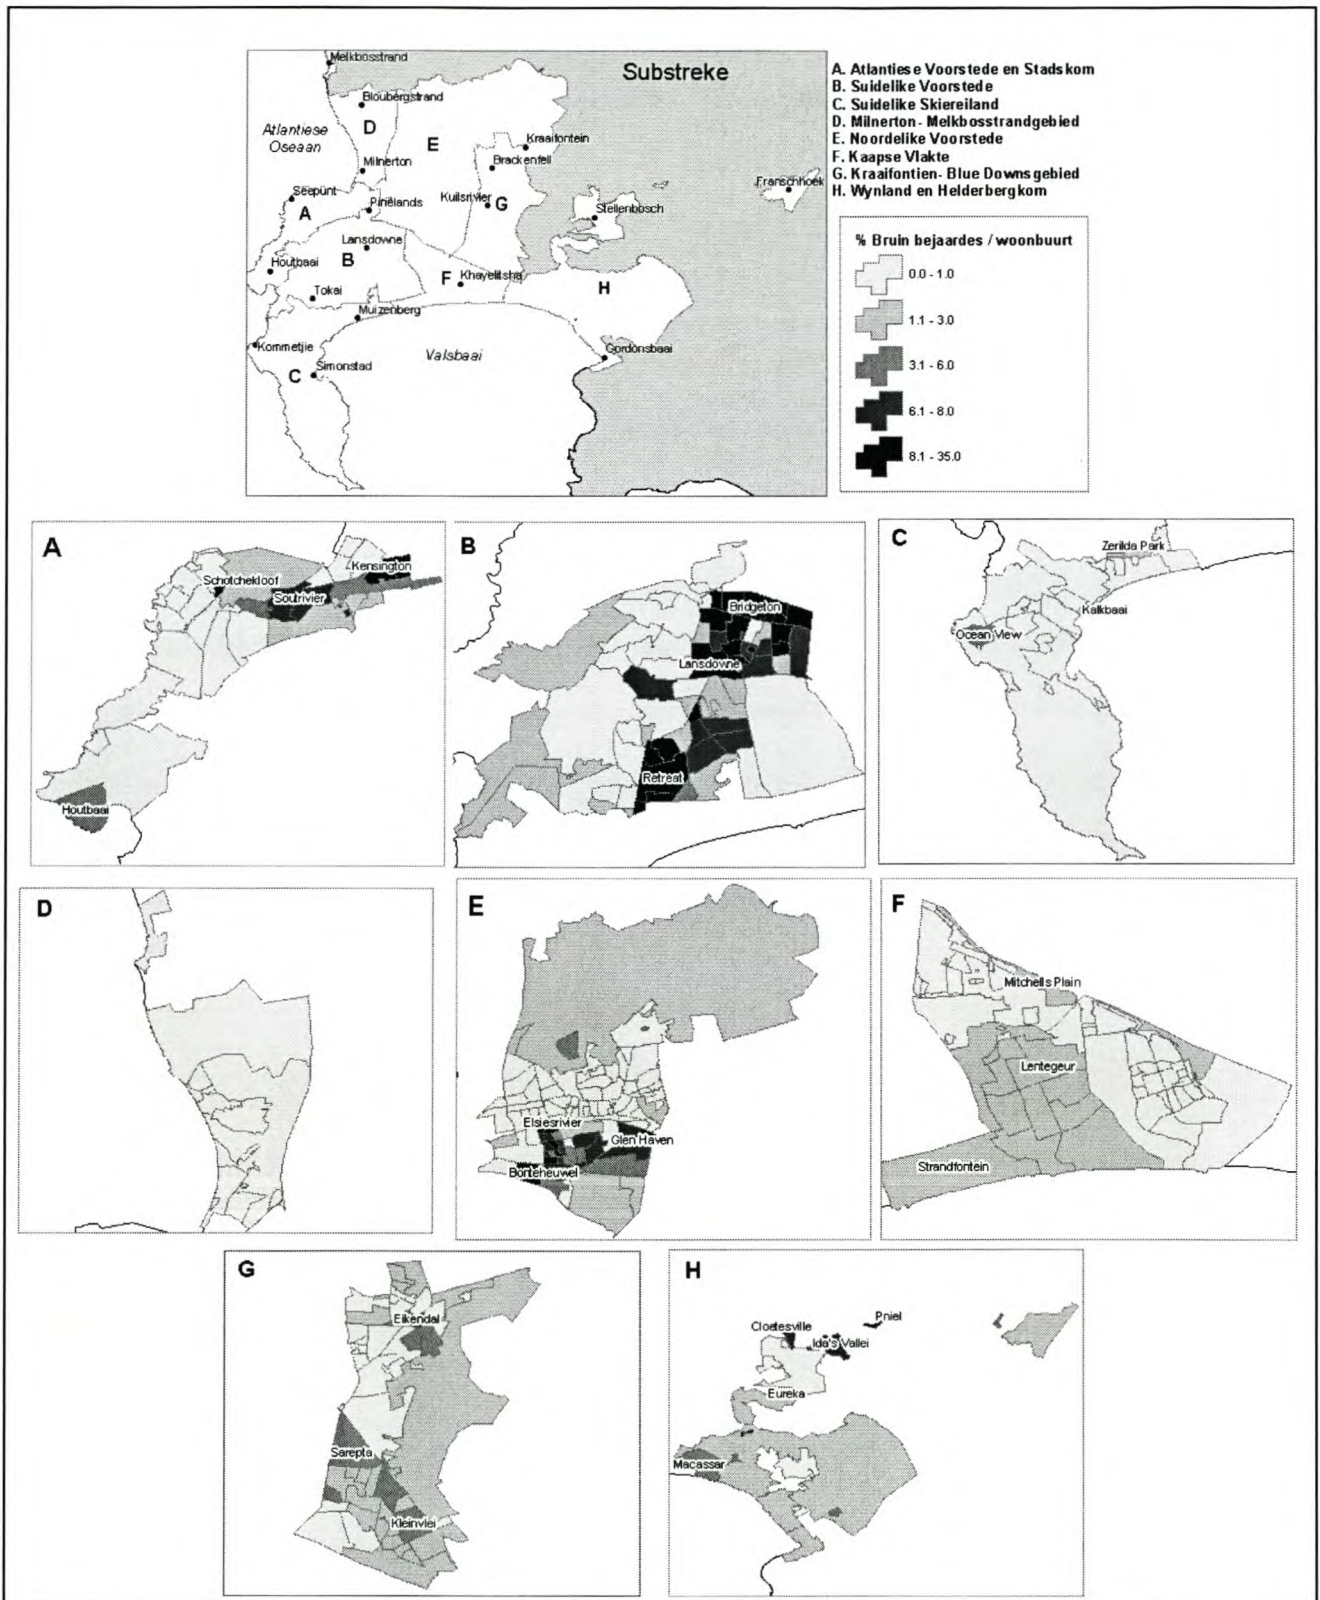 Substreke
Melkbosstrand
Bloubergstrand
D
Atlantiese
Oseaan
E
Kraaifontein
Milnerton
Brackenfell
Franschhoek
Seepunt
Kuilsrivier
G
A
Pinelands
Stellenbosch
Lansdowne
B
Houtbaai
F
Khayelitsha
H
Tokai
Muizenberg
Kommetjie
Valsbaai
Gordonsbaai
C
Simonstad
A. Atlantiese Voorstede en Stadskom
B. Suidelike Voorstede
C. Suidelike Skiereiland
D. Milnerton- Melkbosstrandgebied
E. Noordelike Voorstede
F. Kaapse Vlakte
G. Kraaifontien- Blue Downsgebied
H. Wynland en Helderbergkom
% Bruin bejaardes / woonbuurt
0.0 - 1.0
1.1 - 3.0
3.1 - 6.0
6.1 - 8.0
8.1 - 35.0
A
Schotchekloof
Kensington
Soutrivier
Houtbaai
B
Bridgeton
Lansdowne
Retreat
C
Zerilda Park
Kalkbaai
Ocean View
D
E
Elsiesrivier
Glen Haven
Bonteheuwel
F
Mitchells Plain
Lentegeur
Strandfontein
G
Eikendal
Sarepta
Kleinvlei
H
Pniel
Cloetesville
Ida's Vallei
Eureka
Macassar